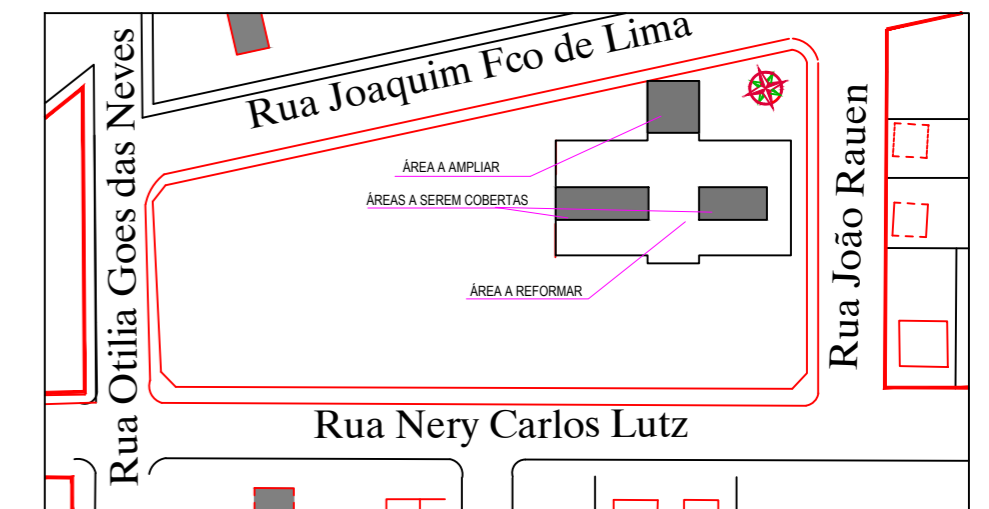 Rua Joaquim Fco de Lima
Rua Otilia Goes das Neves
Rua João Rauen
ÁREA A AMPLIAR
ÁREAS A SEREM COBERTAS
ÁREA A REFORMAR
Rua Nery Carlos Lutz